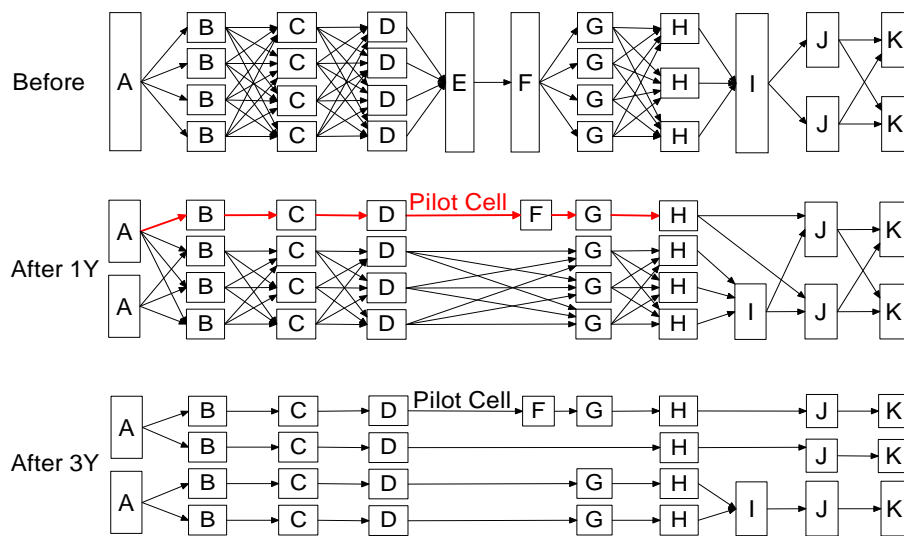 B C D G H J K
Before A B C D E F G H I J K
B C D G H
B C D G H J K
Pilot Cell
A B C D F G H J K
B C D G H
After 1Y
A B C D G H I J K
B C D G H
Pilot Cell
A B C D F G H J K
B C D H J K
After 3Y
A B C D G H I J K
B C D G H